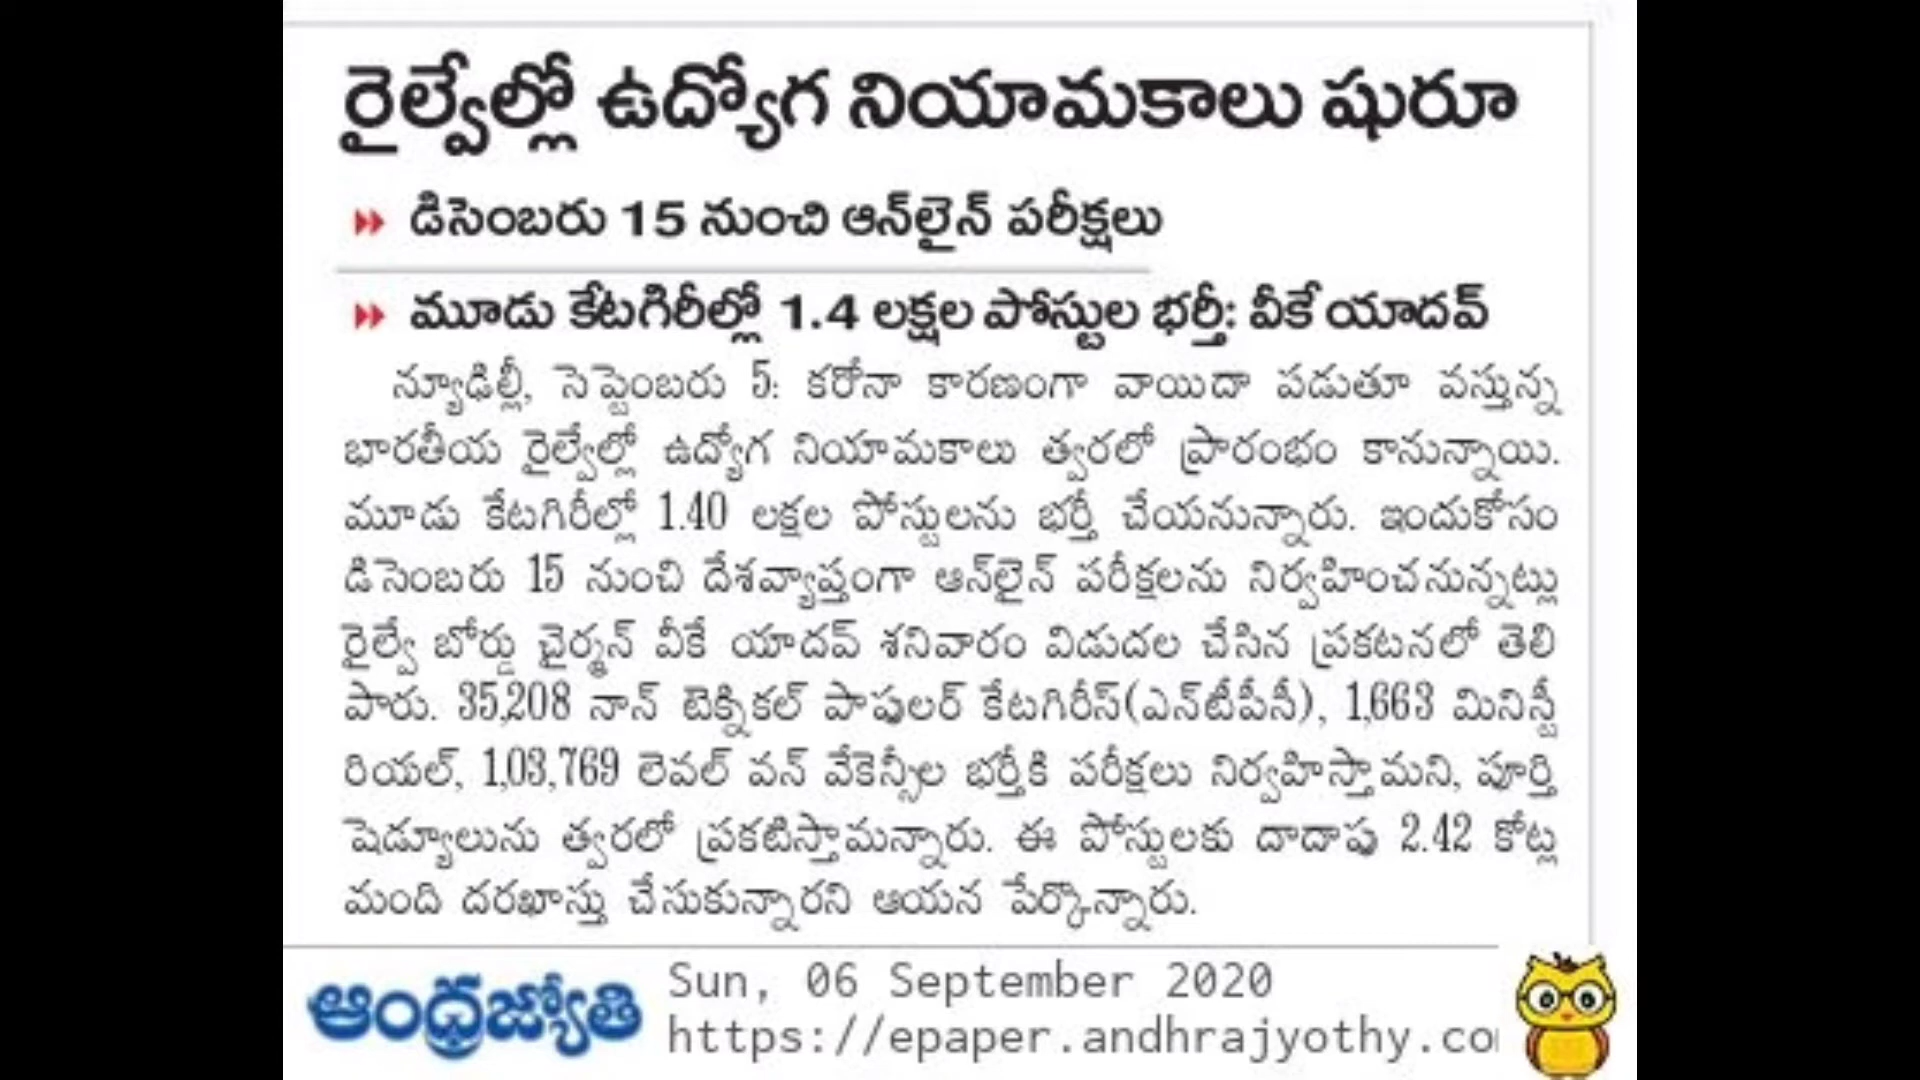 రైల్వేల్లో ఉద్యోగ నియామకాలు షురూ
డిసెంబరు 15 నుంచి ఆన్‌లైన్ పరీక్షలు
మూడు కేటగిరీల్లో 1.4 లక్షల పోస్టుల భర్తీ: వీకే యాదవ్
న్యూఢిల్లీ, సెప్టెంబరు 5: కరోనా కారణంగా వాయిదా పడుతూ వస్తున్న
భారతీయ రైల్వేల్లో ఉద్యోగ నియామకాలు త్వరలో ప్రారంభం కానున్నాయి.
మూడు కేటగిరీల్లో 1.40 లక్షల పోస్టులను భర్తీ చేయనున్నారు. ఇందుకోసం
డిసెంబరు 15 నుంచి దేశవ్యాప్తంగా ఆన్‌లైన్ పరీక్షలను నిర్వహించనున్నట్లు
రైల్వే బోర్డు చైర్మన్ వీకే యాదవ్ శనివారం విడుదల చేసిన ప్రకటనలో తెలి
పారు. 35,208 నాన్ టెక్నికల్ పాపులర్ కేటగిరీస్(ఎన్‌టీపీసీ), 1,663 మినిస్టీ
రియల్, 1,03,769 లెవల్ వన్ వేకెన్సీల భర్తీకి పరీక్షలు నిర్వహిస్తామని, పూర్తి
షెడ్యూలును త్వరలో ప్రకటిస్తామన్నారు. ఈ పోస్టులకు దాదాపు 2.42 కోట్ల
మంది దరఖాస్తు చేసుకున్నారని ఆయన పేర్కొన్నారు.
ఆంధ్రజ్యోతి
Sun, 06 September 2020
https://epaper.andhrajyothy.co